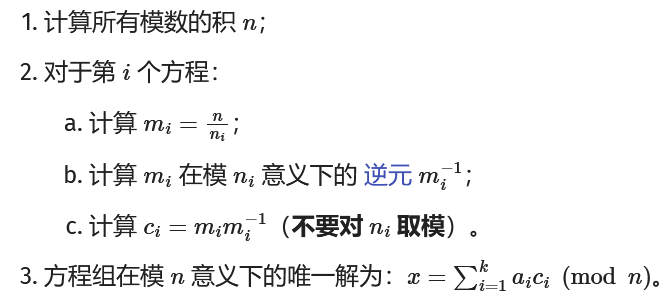 1. 计算所有模数的积 n；
2. 对于第 i 个方程：
a. 计算 m_i = \frac{n}{n_i}；
b. 计算 m_i 在模 n_i 意义下的 逆元 m_i^{-1}；
c. 计算 c_i = m_i m_i^{-1}（不要对 n_i 取模）。
3. 方程组在模 n 意义下的唯一解为：x = \sum_{i=1}^{k} a_i c_i (mod n)。